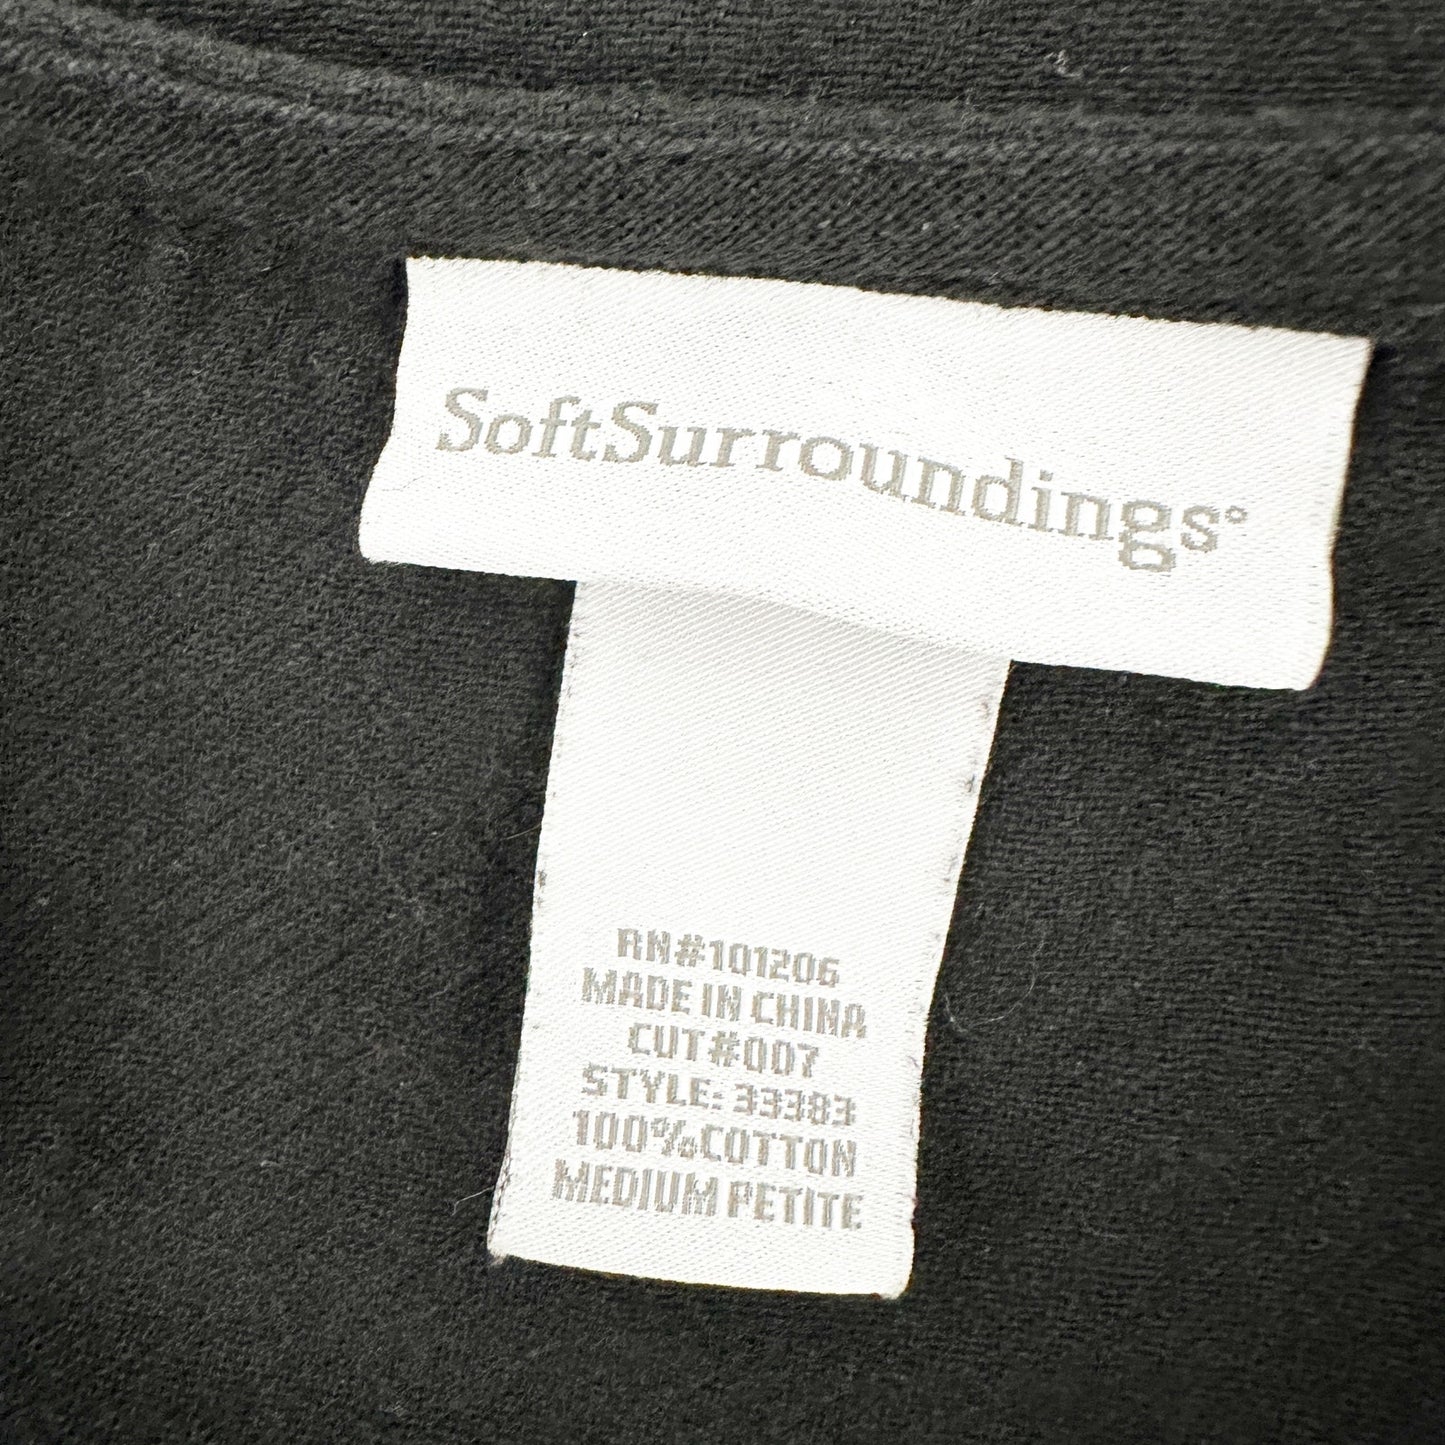 SoftSurroundings°
RN#101206
MADE IN CHINA
CUT#007
STYLE: 33383
100%COTTON
MEDIUM PETITE